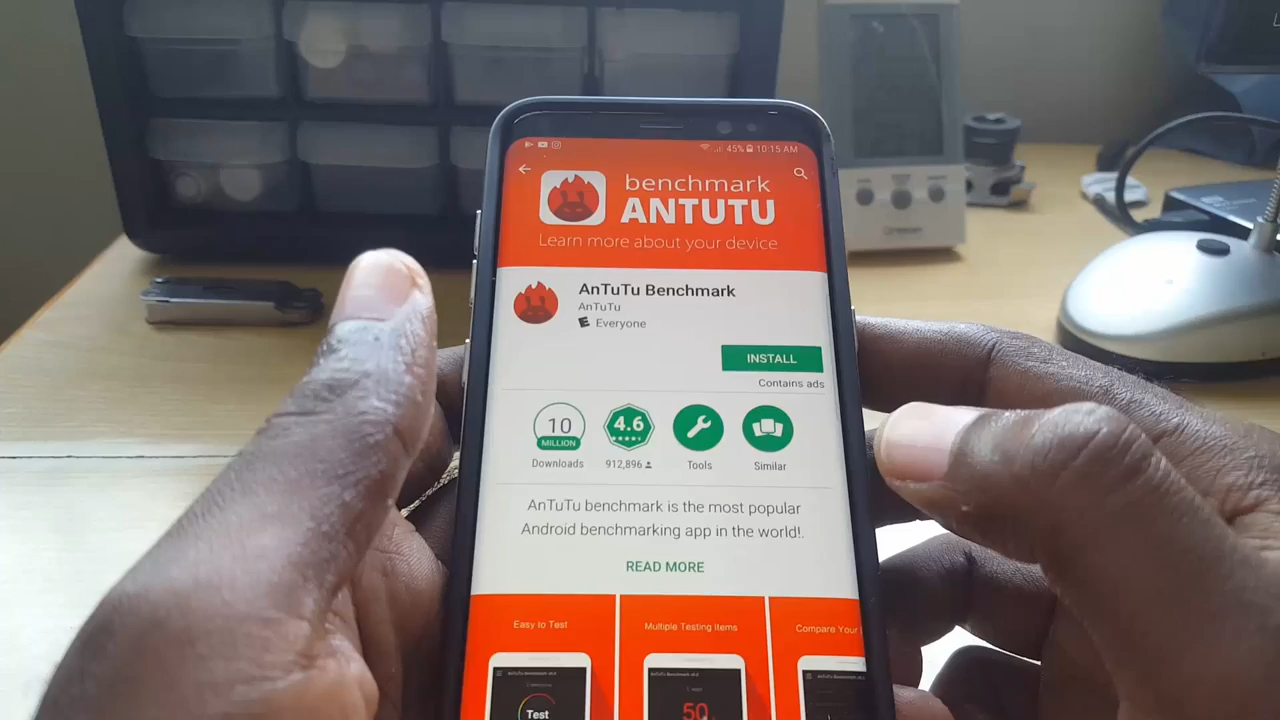 45% 10:15 AM
benchmark
ANTUTU
Learn more about your device
AnTuTu Benchmark
AnTuTu
E Everyone
INSTALL
Contains ads
10
MILLION
4.6
Downloads
912,896
Tools
Similar
AnTuTu benchmark is the most popular
Android benchmarking app in the world!.
READ MORE
Easy to Test
Multiple Testing Items
Compare Your
Test
50